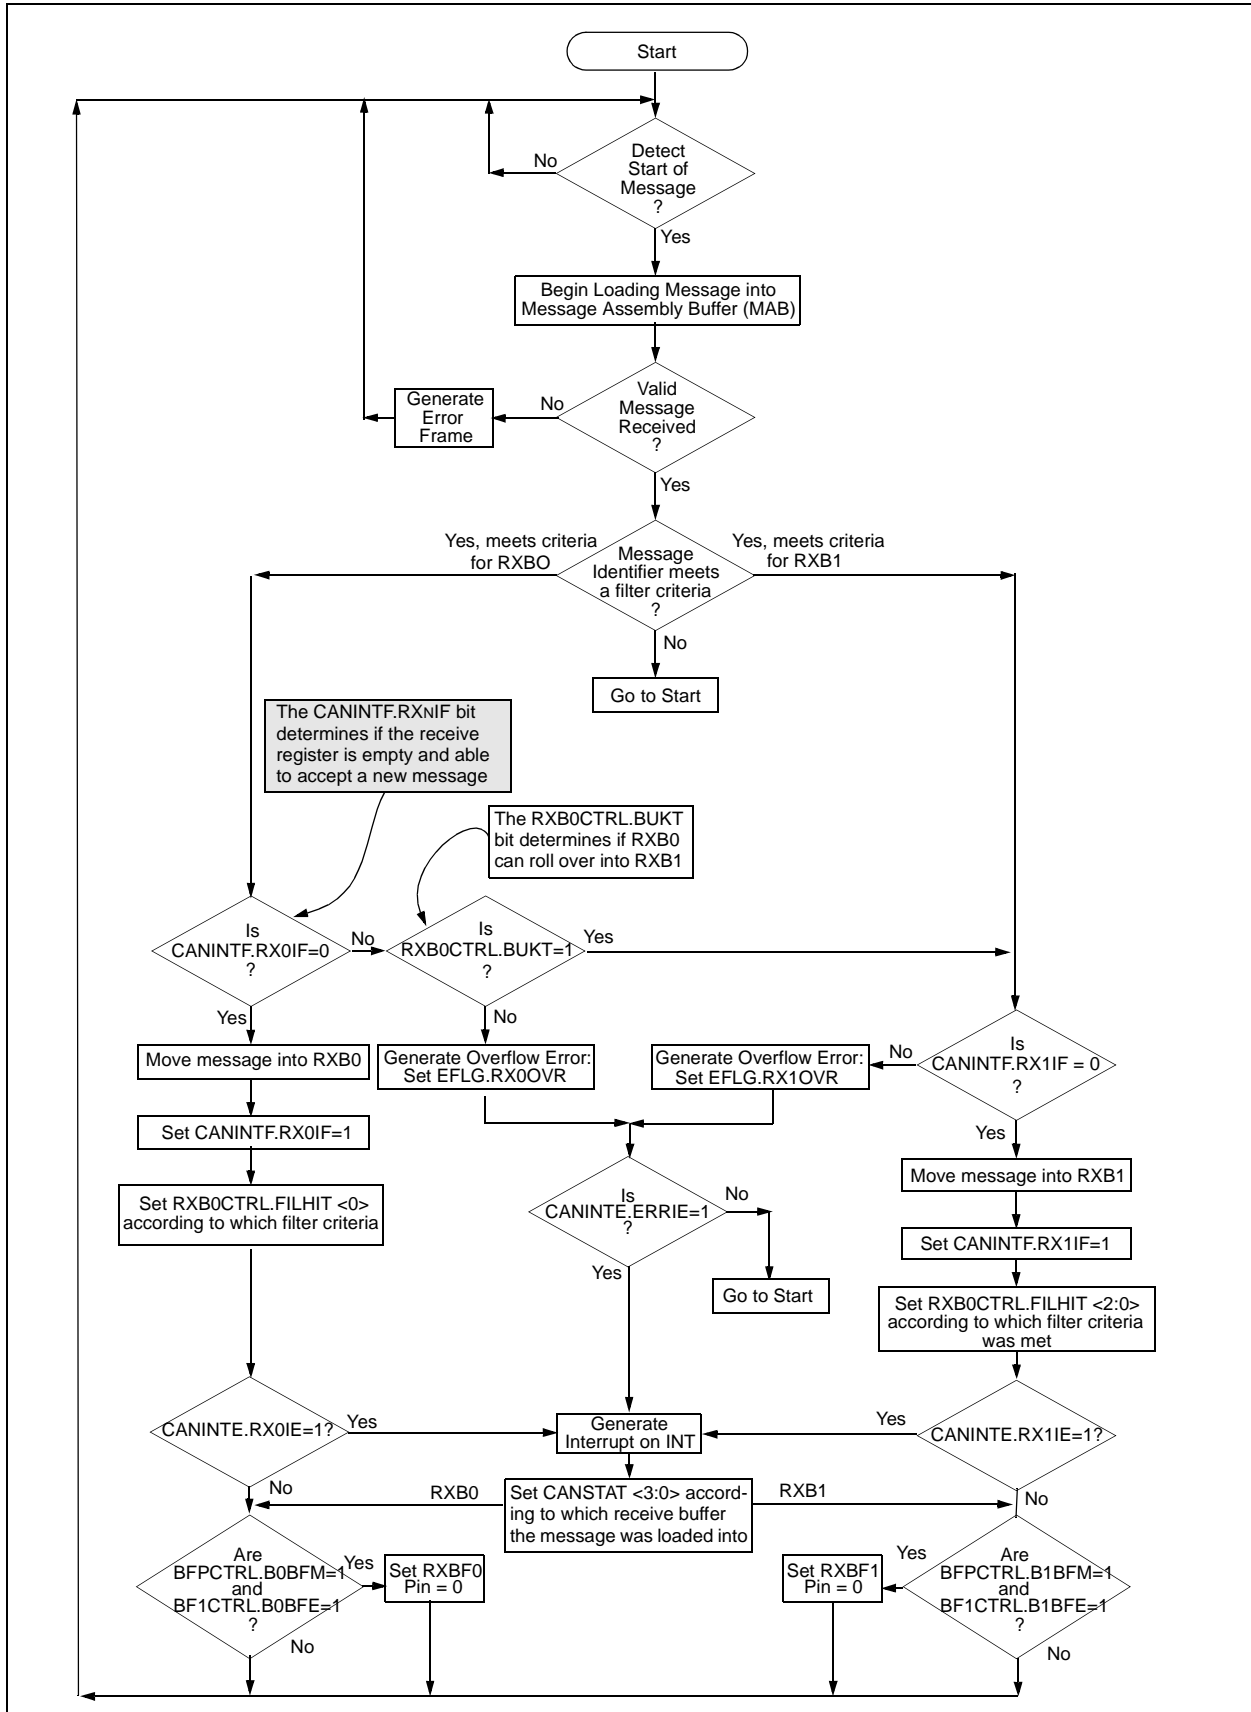 Start
Detect
Start of
Message
?
No
Yes
Begin Loading Message into
Message Assembly Buffer (MAB)
Valid
Message
Received
?
No
Generate
Error
Frame
Yes
Message
Identifier meets
a filter criteria
?
Yes, meets criteria
for RXBO
Yes, meets criteria
for RXB1
No
Go to Start
The CANINTF.RXNIF bit
determines if the receive
register is empty and able
to accept a new message
The RXB0CTRL.BUKT
bit determines if RXB0
can roll over into RXB1
Is
CANINTF.RX0IF=0
?
No
Is
RXB0CTRL.BUKT=1
?
Yes
Yes
No
Move message into RXB0
Generate Overflow Error:
Set EFLG.RX0OVR
Generate Overflow Error:
Set EFLG.RX1OVR
No
Is
CANINTF.RX1IF = 0
?
Set CANINTF.RX0IF=1
Yes
Set RXB0CTRL.FILHIT <0>
according to which filter criteria
Is
CANINTE.ERRIE=1
?
No
Yes
Go to Start
Move message into RXB1
Set CANINTF.RX1IF=1
Set RXB0CTRL.FILHIT <2:0>
according to which filter criteria
was met
CANINTE.RX0IE=1?
Yes
Generate
Interrupt on INT
Yes
CANINTE.RX1IE=1?
No
RXB0
Set CANSTAT <3:0> accord-
ing to which receive buffer
the message was loaded into
RXB1
No
Are
BFPCTRL.B0BFM=1
and
BF1CTRL.B0BFE=1
?
Yes
Set RXBF0
Pin = 0
No
Set RXBF1
Pin = 0
Yes
Are
BFPCTRL.B1BFM=1
and
BF1CTRL.B1BFE=1
?
No